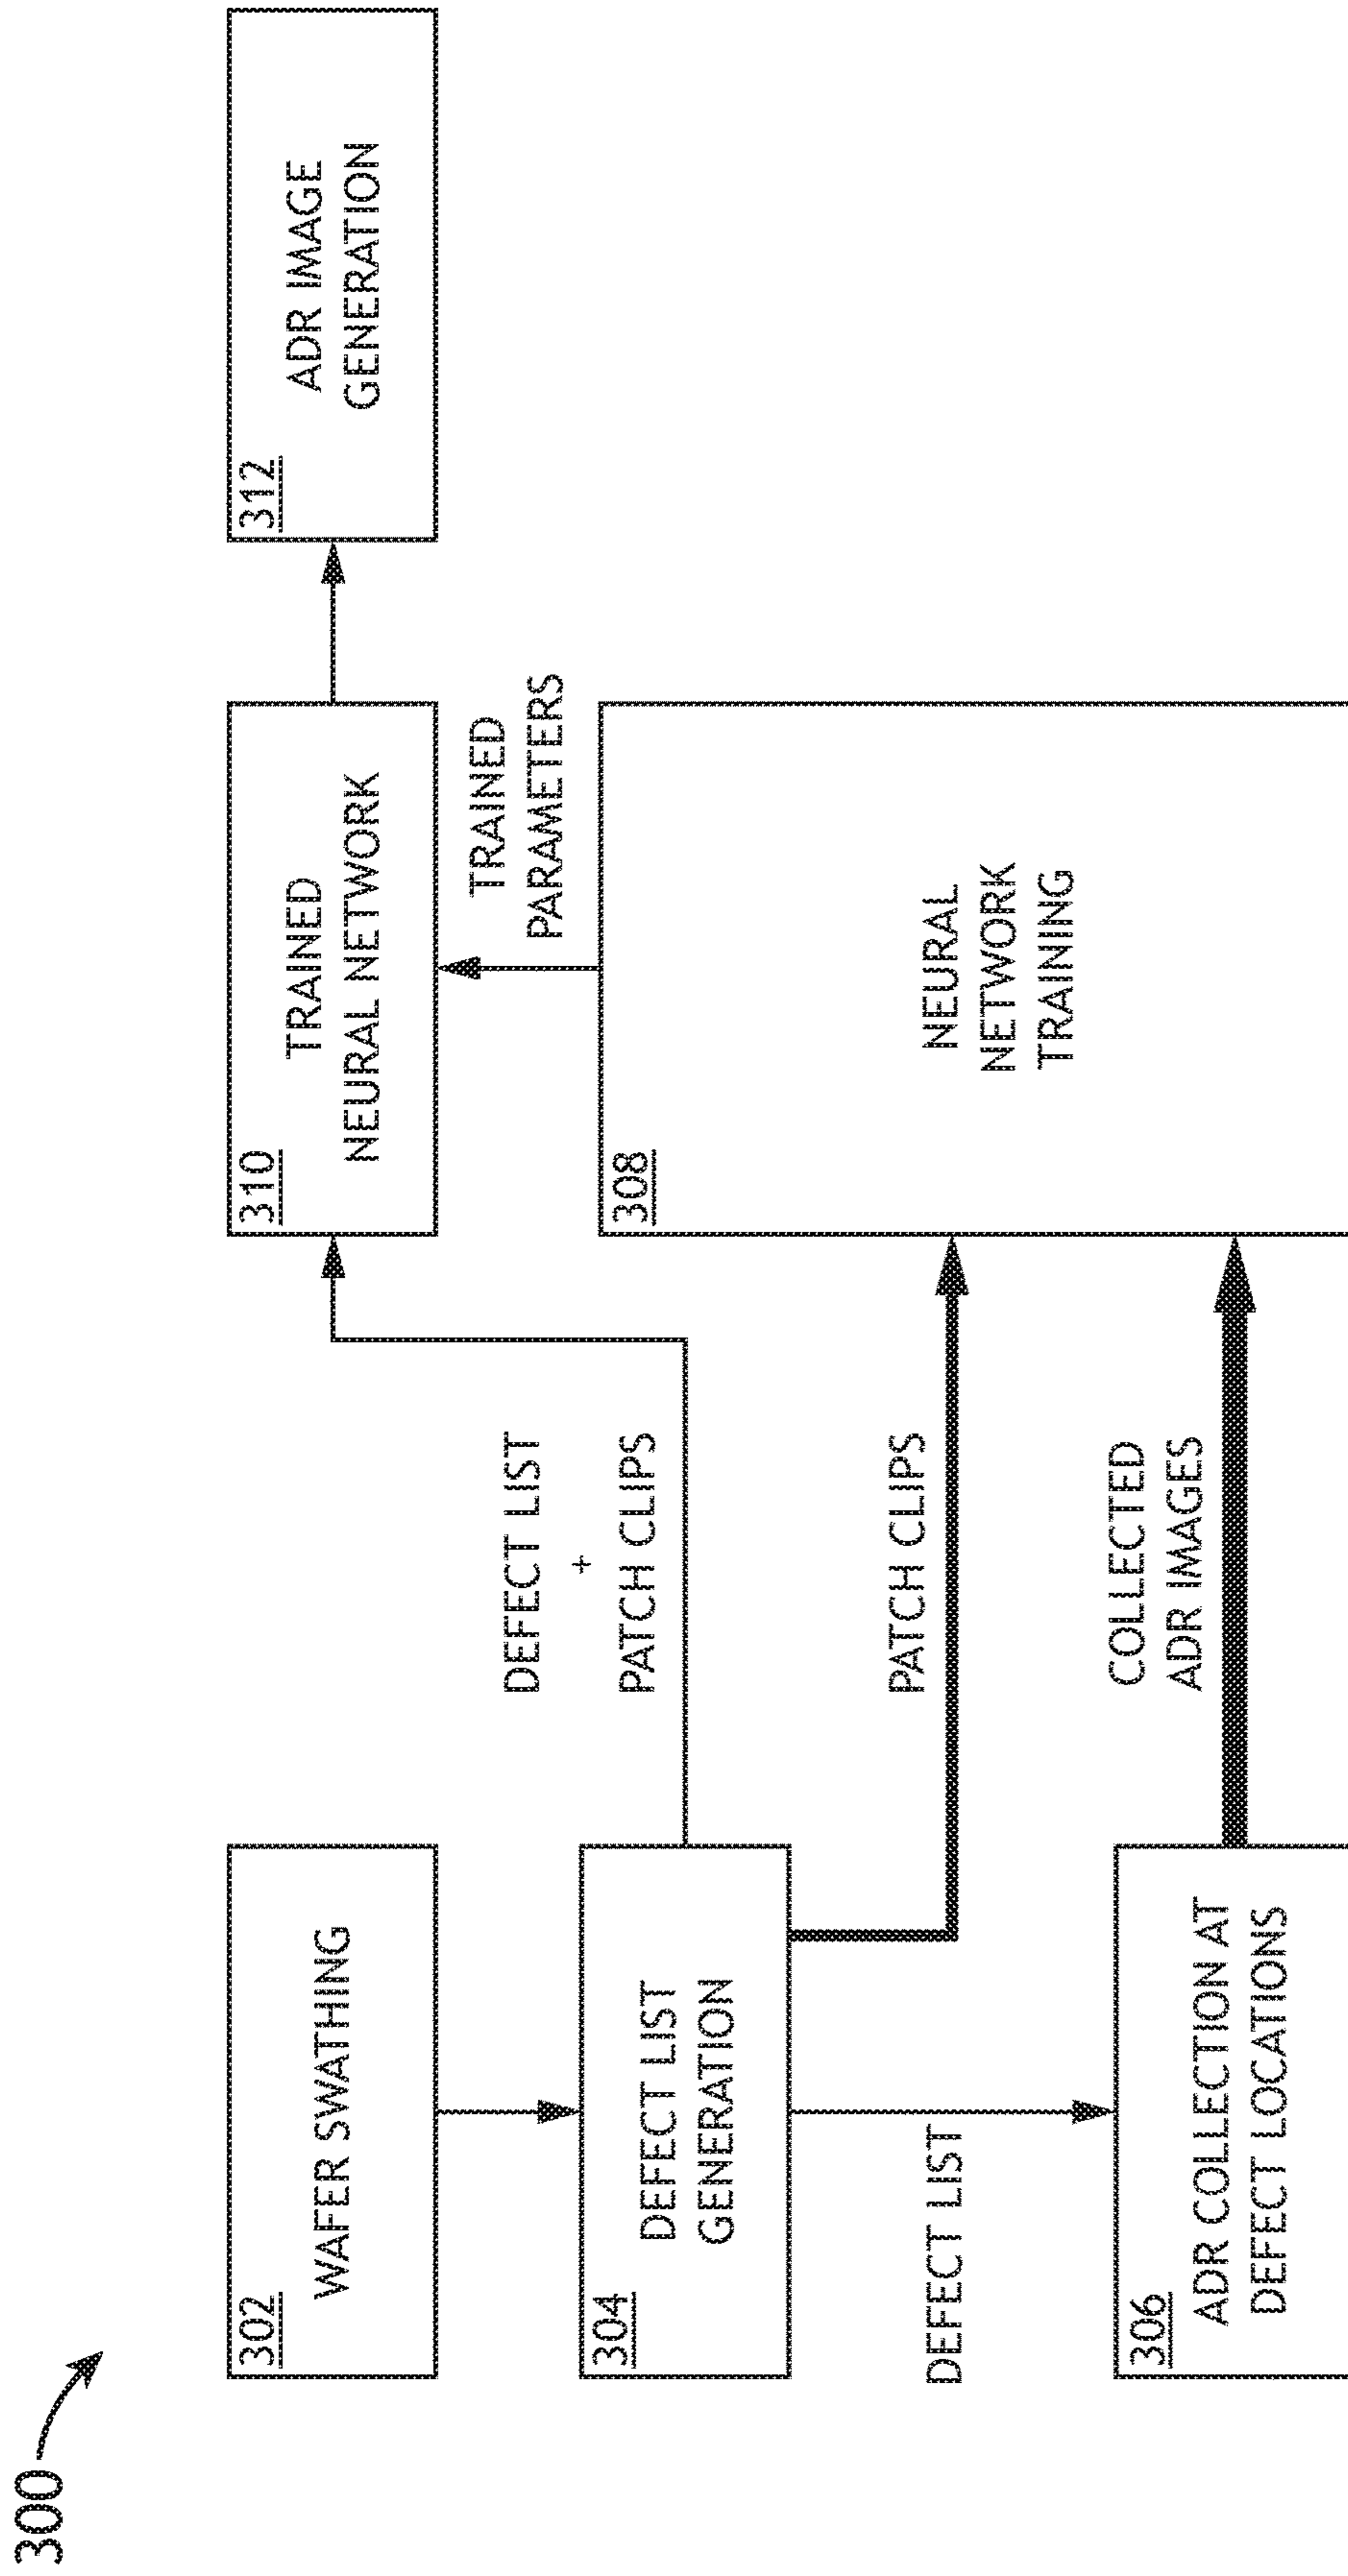 300
302
WAFER SWATHING
304
DEFECT LIST
GENERATION
DEFECT LIST
306
ADR COLLECTION AT
DEFECT LOCATIONS
DEFECT LIST
+
PATCH CLIPS
PATCH CLIPS
COLLECTED
ADR IMAGES
310
TRAINED
NEURAL NETWORK
TRAINED
PARAMETERS
308
NEURAL
NETWORK
TRAINING
312
ADR IMAGE
GENERATION